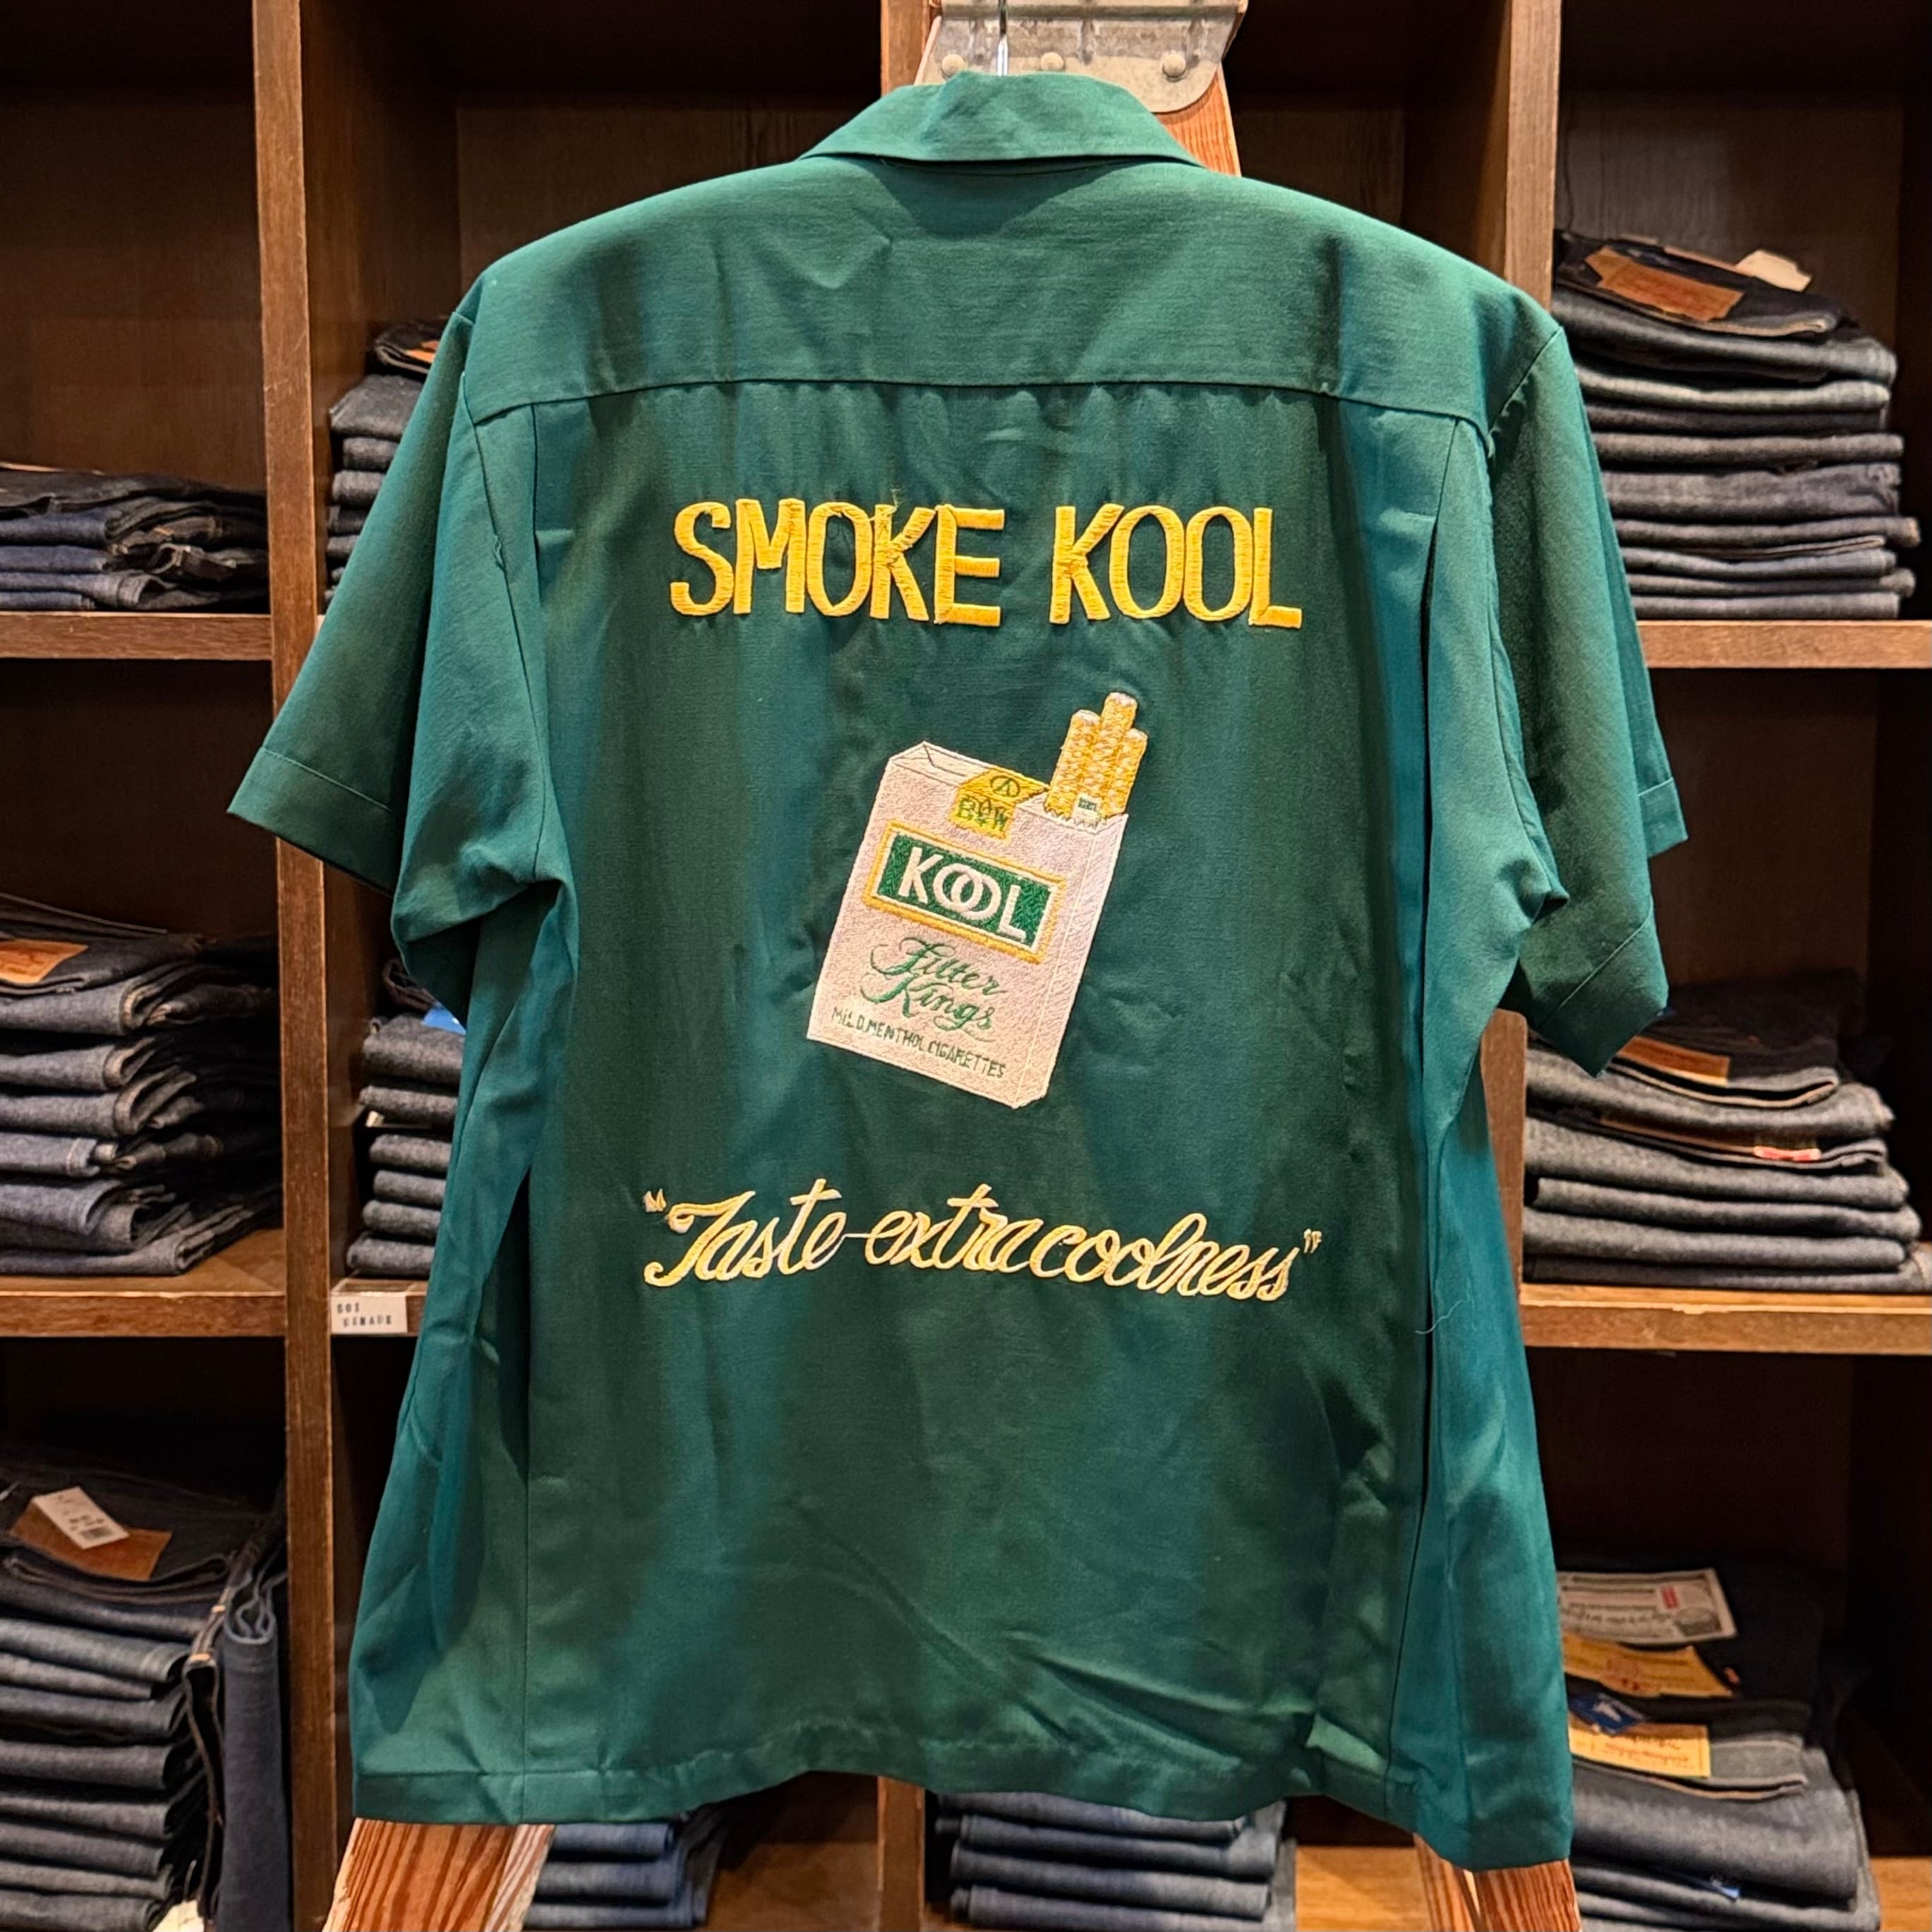 SMOKE KOOL
B&W
KOOL
Filter
Kings
MILD MENTHOL CIGARETTES
"Taste extra coolness"